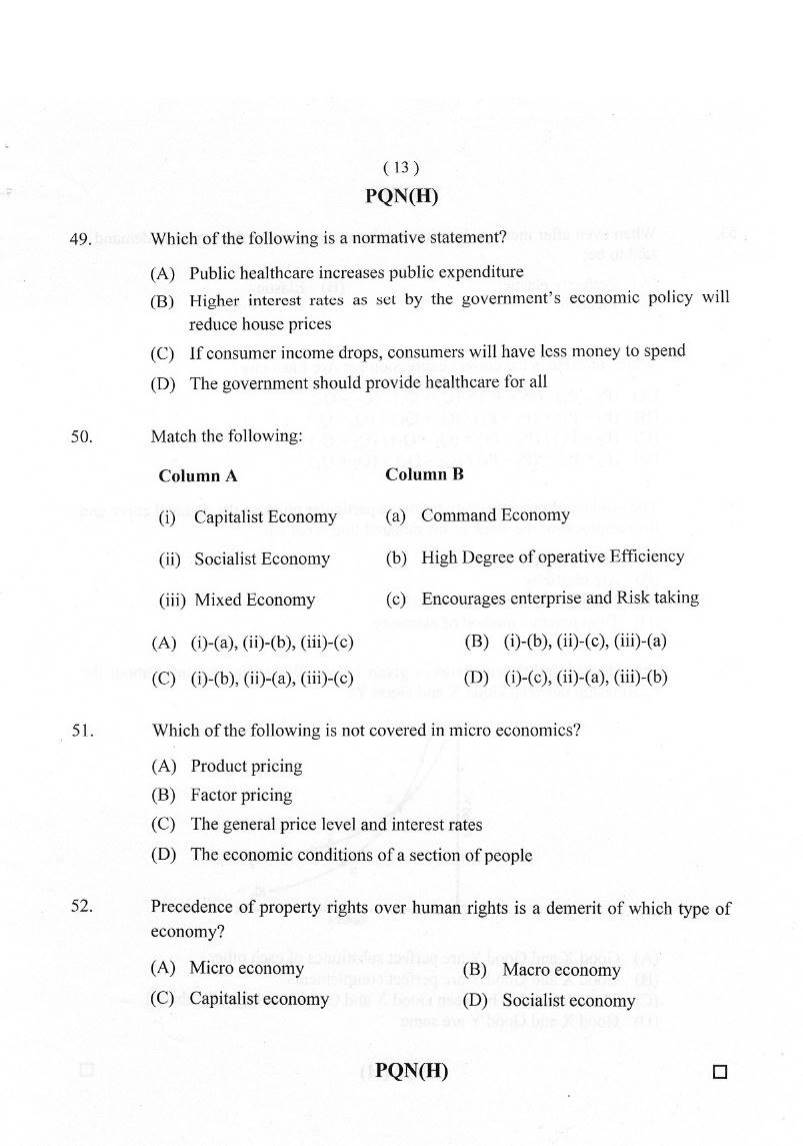 ( 13 )
PQN(H)
49. Which of the following is a normative statement?
(A) Public healthcare increases public expenditure
(B) Higher interest rates as set by the government's economic policy will
reduce house prices
(C) If consumer income drops, consumers will have less money to spend
(D) The government should provide healthcare for all
50. Match the following:
Column A Column B
(i) Capitalist Economy (a) Command Economy
(ii) Socialist Economy (b) High Degree of operative Efficiency
(iii) Mixed Economy (c) Encourages enterprise and Risk taking
(A) (i)-(a), (ii)-(b), (iii)-(c) (B) (i)-(b), (ii)-(c), (iii)-(a)
(C) (i)-(b), (ii)-(a), (iii)-(c) (D) (i)-(c), (ii)-(a), (iii)-(b)
51. Which of the following is not covered in micro economics?
(A) Product pricing
(B) Factor pricing
(C) The general price level and interest rates
(D) The economic conditions of a section of people
52. Precedence of property rights over human rights is a demerit of which type of
economy?
(A) Micro economy (B) Macro economy
(C) Capitalist economy (D) Socialist economy
PQN(H)